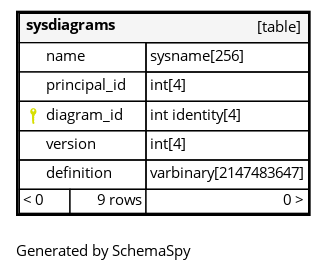 sysdiagrams [table]
name sysname[256]
principal_id int[4]
diagram_id int identity[4]
version int[4]
definition varbinary[2147483647]
< 0 9 rows 0 >
Generated by SchemaSpy